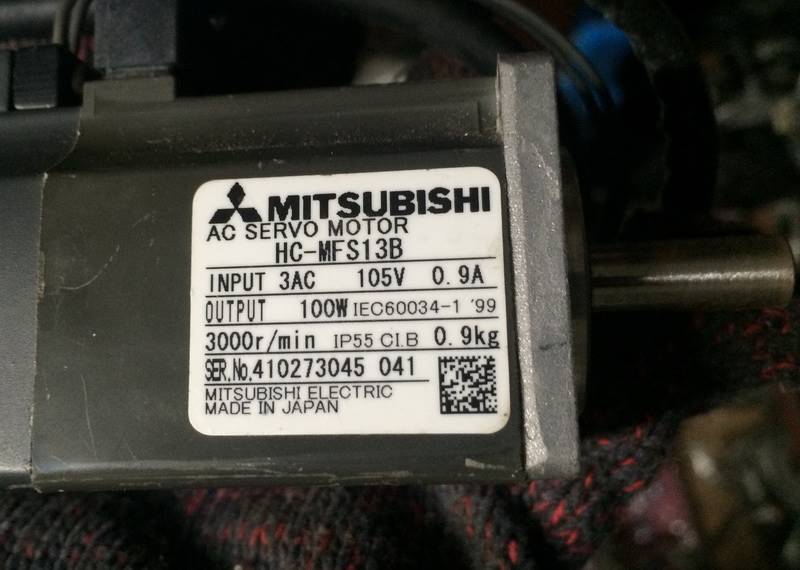 MITSUBISHI
AC SERVO MOTOR
HC-MFS13B
INPUT 3AC 105V 0.9A
OUTPUT 100W IEC60034-1 '99
3000r/min IP55 CI.B 0.9kg
SER.No.410273045 041
MITSUBISHI ELECTRIC
MADE IN JAPAN